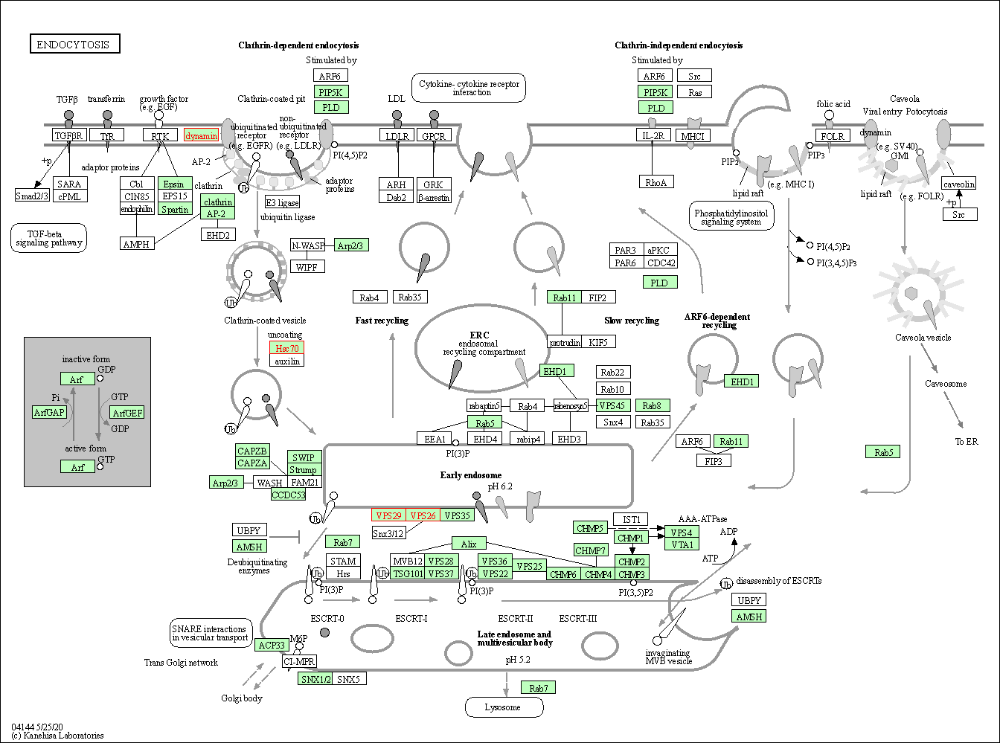 ENDOCYTOSIS
Clathrin-dependent endocytosis
Stimulated by
ARF6
PIP5K
PLD
Clathrin-independent endocytosis
Stimulated by
ARF6
Src
PIP5K
Ras
PLD
Cytokine- cytokine receptor
interaction
TGFβ
transferrin
growth factor
(e.g. EGF)
Clathrin-coated pit
LDL
folic acid
Caveola
Viral entry Potocytosis
TGFβR
TfR
RTK
dynamin
ubiquitinated
receptor
(e.g. EGFR)
non-
ubiquitinated
receptor
(e.g. LDLR)
PI(4,5)P2
LDLR
GPCR
IL-2R
MHCI
PIP2
PIP3
FOLR
dynamin
(e.g. SV40)
GM1
+p
adaptor proteins
AP-2
clathrin
Ub
adaptor
proteins
Smad2/3
SARA
cPML
Cbl
CIN85
endophilin
Epsin
EPS15
Spartin
clathrin
AP-2
EHD2
AMPH
E3 ligase
ubiquitin ligase
ARH
Dab2
GRK
β-arrestin
RhoA
lipid raft
(e.g. MHC I)
lipid raft
(e.g. FOLR)
caveolin
+p
Src
TGF-beta
signaling pathway
Phosphatidylinositol
signaling system
N-WASP
Arp2/3
WIPF
PAR3
aPKC
PAR6
CDC42
PLD
PI(4,5)P2
PI(3,4,5)P3
Ub
Clathrin-coated vesicle
Rab4
Rab35
Rab11
FIP2
Fast recycling
Slow recycling
ARF6-dependent
recycling
ERC
endosomal
recycling compartment
protrudin
KIF5
uncoating
Hsc70
auxilin
Caveola vesicle
Caveosome
To ER
inactive form
Arf
GDP
Pi
GTP
ArfGAP
ArfGEF
GDP
active form
Arf
GTP
EHD1
Rab22
Rab10
EHD1
rabaptin5
Rab4
rabenosyn5
VPS45
Rab8
Rab5
Snx4
Rab35
EEA1
EHD4
rabip4
EHD3
PI(3)P
Ub
ARF6
Rab11
FIP3
Rab5
CAPZB
CAPZA
SWIP
Strump
Arp2/3
WASH
FAM21
CCDC53
Early endosome
pH 6.2
Ub
VPS29
VPS26
VPS35
Snx3/12
UBPY
AMSH
Deubiquitinating
enzymes
Rab7
STAM
Hrs
Alix
MVB12
VPS28
TSG101
VPS37
VPS36
VPS22
VPS25
CHMP5
IST1
CHMP1
CHMP7
CHMP2
CHMP6
CHMP4
CHMP3
AAA-ATPase
VPS4
VTA1
ADP
ATP
Ub
PI(3)P
Ub
Ub
PI(3)P
PI(3,5)P2
Ub
disassembly of ESCRTs
UBPY
AMSH
ESCRT-0
ESCRT-I
ESCRT-II
ESCRT-III
Late endosome and
multivesicular body
pH 5.2
invaginating
MVB vesicle
SNARE interactions
in vesicular transport
ACP33
M6P
CI-MPR
Trans Golgi network
SNX1/2
SNX5
Golgi body
Rab7
Lysosome
04144 5/25/20
(c) Kanehisa Laboratories